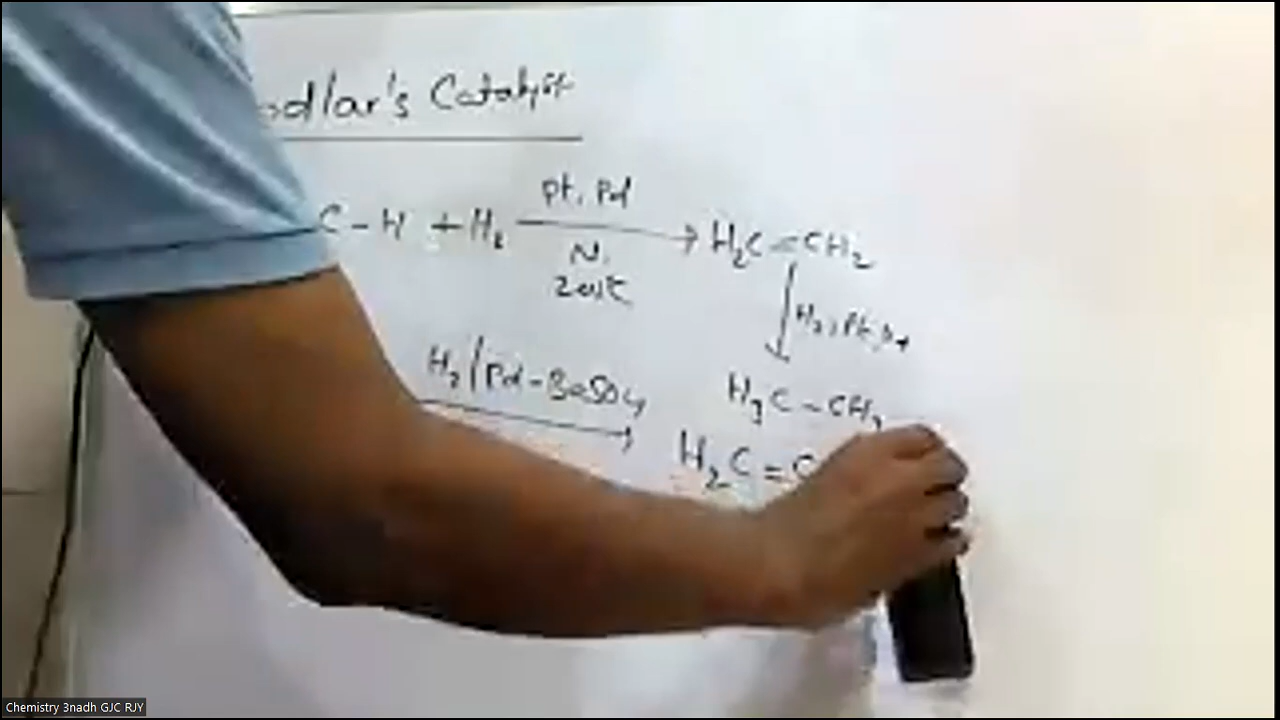 odlar's Catalyst
C-H + H2 Pt, Pd → H2C=CH2
Ni
200°C
H2, Pt, Pd
H3C-CH3
H2/Pd-BaSO4
H2C=C
Chemistry 3nadh GJC RJY